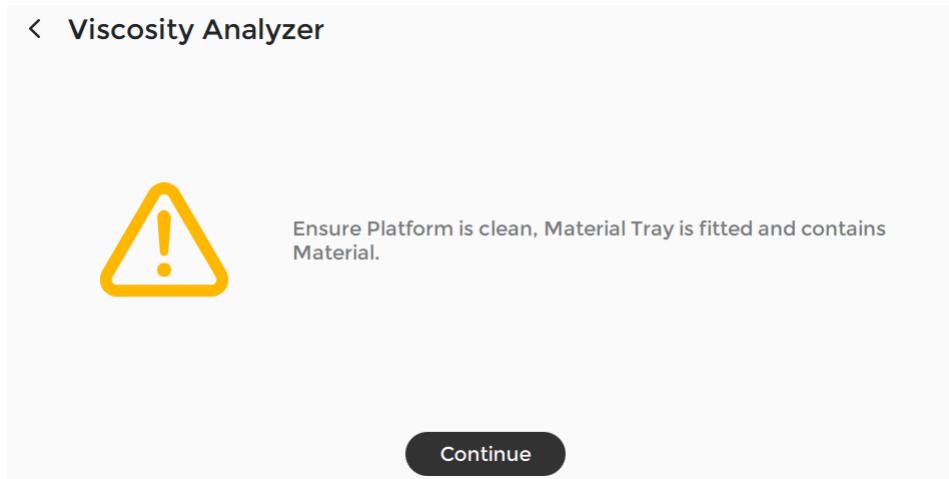 Viscosity Analyzer
Ensure Platform is clean, Material Tray is fitted and contains
Material.
Continue